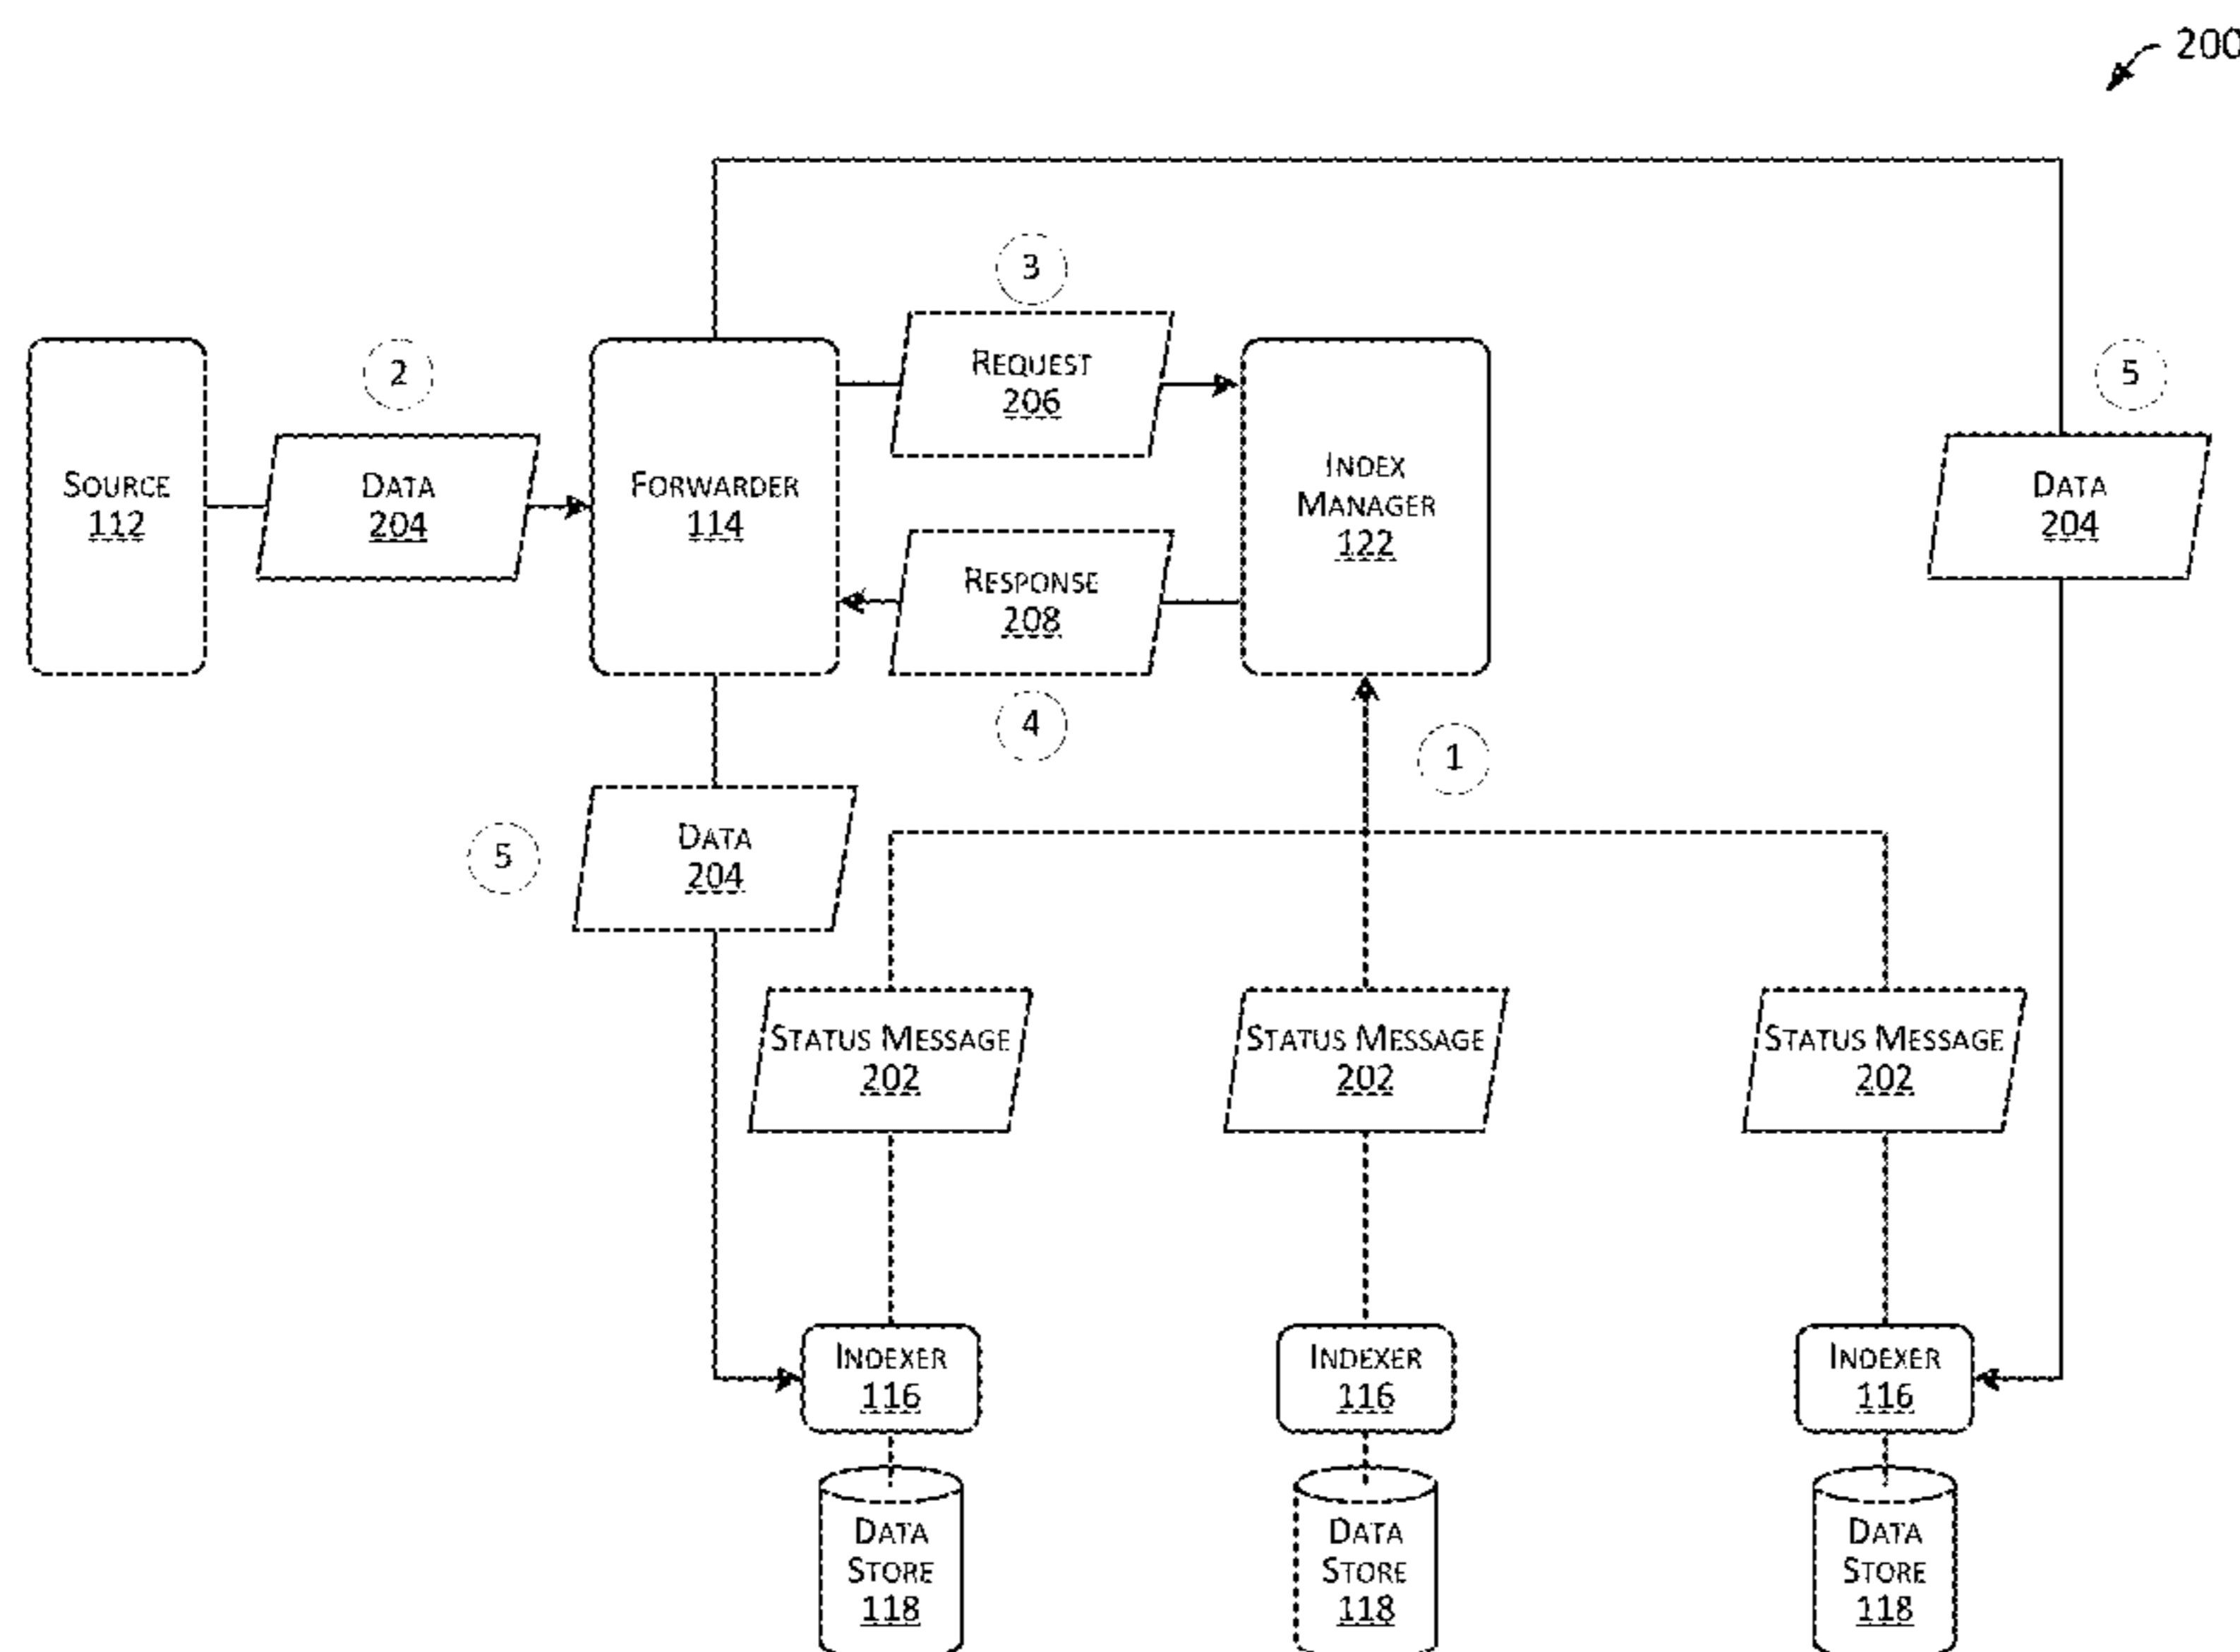 200
3
2
REQUEST
206
5
SOURCE
112
DATA
204
FORWARDER
114
INDEX
MANAGER
122
DATA
204
RESPONSE
208
4
1
5
DATA
204
STATUS MESSAGE
202
STATUS MESSAGE
202
STATUS MESSAGE
202
INDEXER
116
INDEXER
116
INDEXER
116
DATA
STORE
118
DATA
STORE
118
DATA
STORE
118